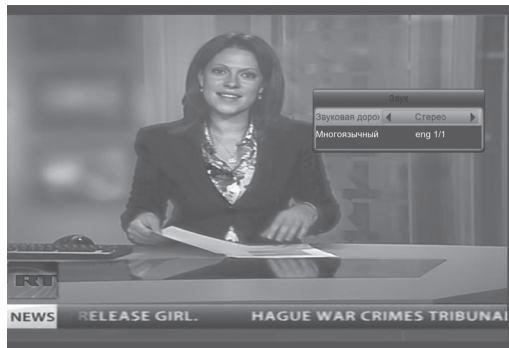 Звук
Звуковая дорож Стерео
Многоязычный eng 1/1
RT
NEWS RELEASE GIRL. HAGUE WAR CRIMES TRIBUNAL